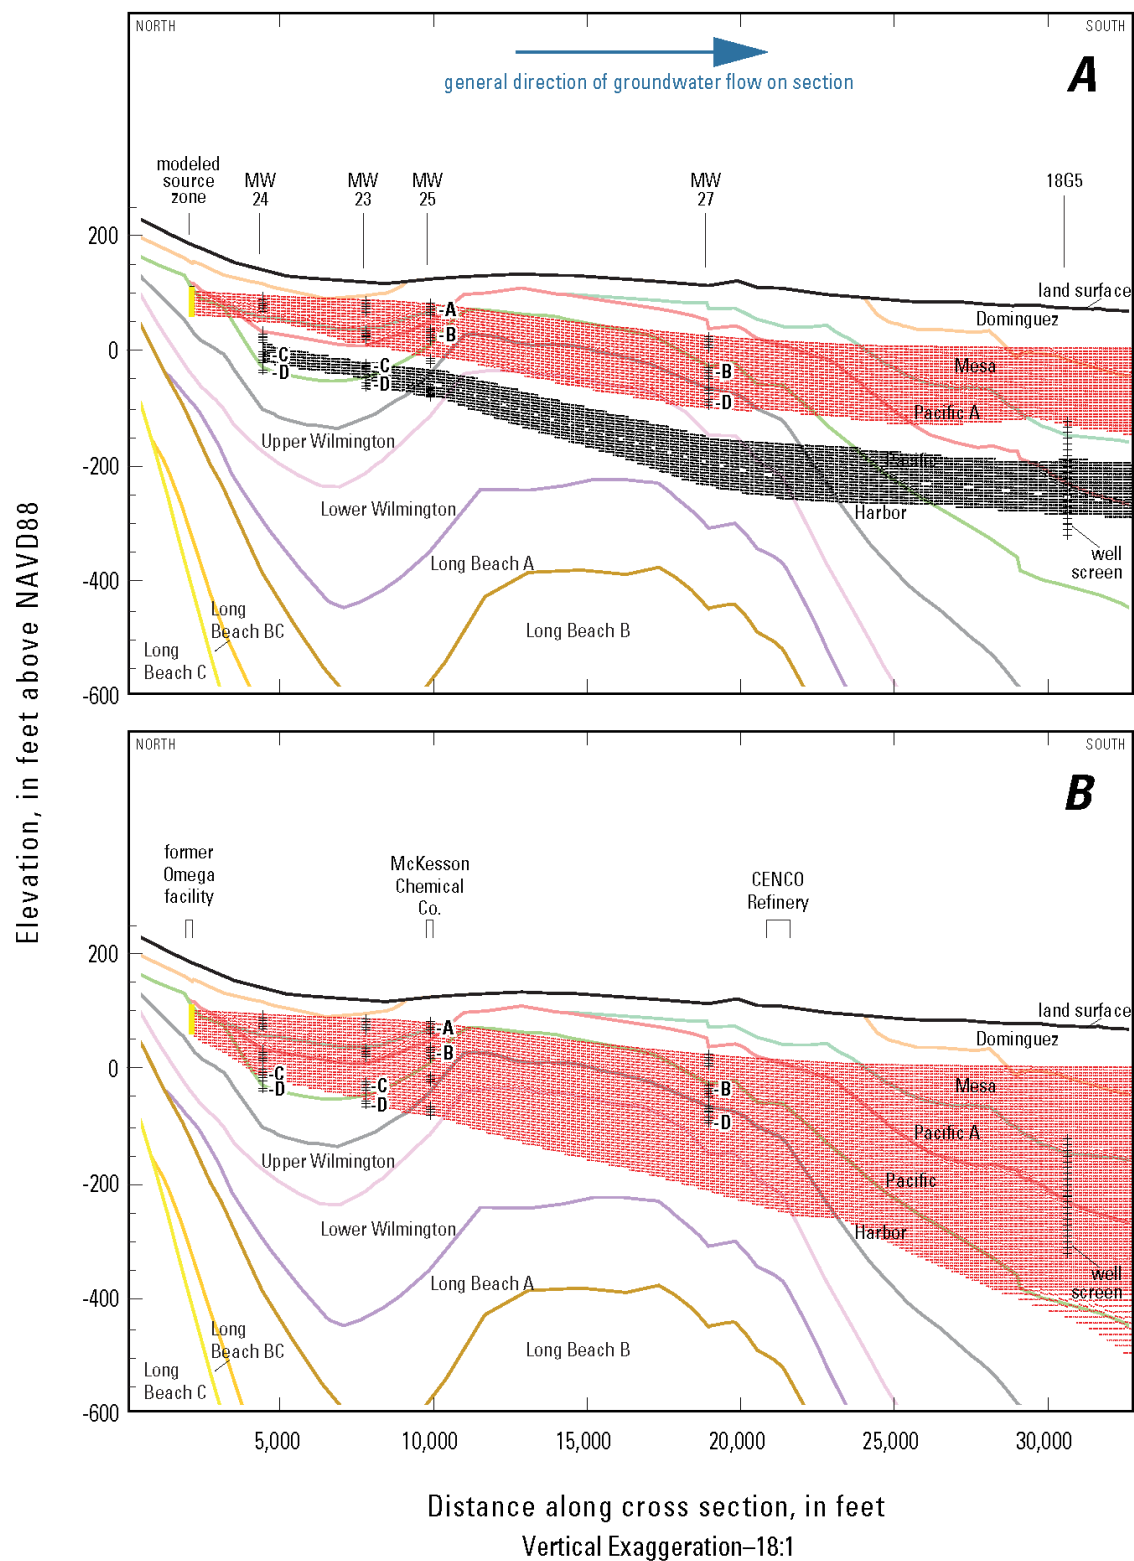 NORTH
SOUTH
general direction of groundwater flow on section
A
modeled
source
zone
MW
24
MW
23
MW
25
MW
27
18G5
200
0
-200
-400
-600
land surface
Dominguez
Mesa
Pacific A
Pacific
Harbor
well
screen
-A
-B
-C
-D
-C
-D
-B
-D
Upper Wilmington
Lower Wilmington
Long Beach A
Long Beach B
Long
Beach BC
Long
Beach C
Elevation, in feet above NAVD88
NORTH
SOUTH
B
former
Omega
facility
McKesson
Chemical
Co.
CENCO
Refinery
200
0
-200
-400
-600
land surface
Dominguez
Mesa
Pacific A
Pacific
Harbor
well
screen
-A
-B
-C
-D
-C
-D
-B
-D
Upper Wilmington
Lower Wilmington
Long Beach A
Long Beach B
Long
Beach BC
Long
Beach C
5,000
10,000
15,000
20,000
25,000
30,000
Distance along cross section, in feet
Vertical Exaggeration–18:1